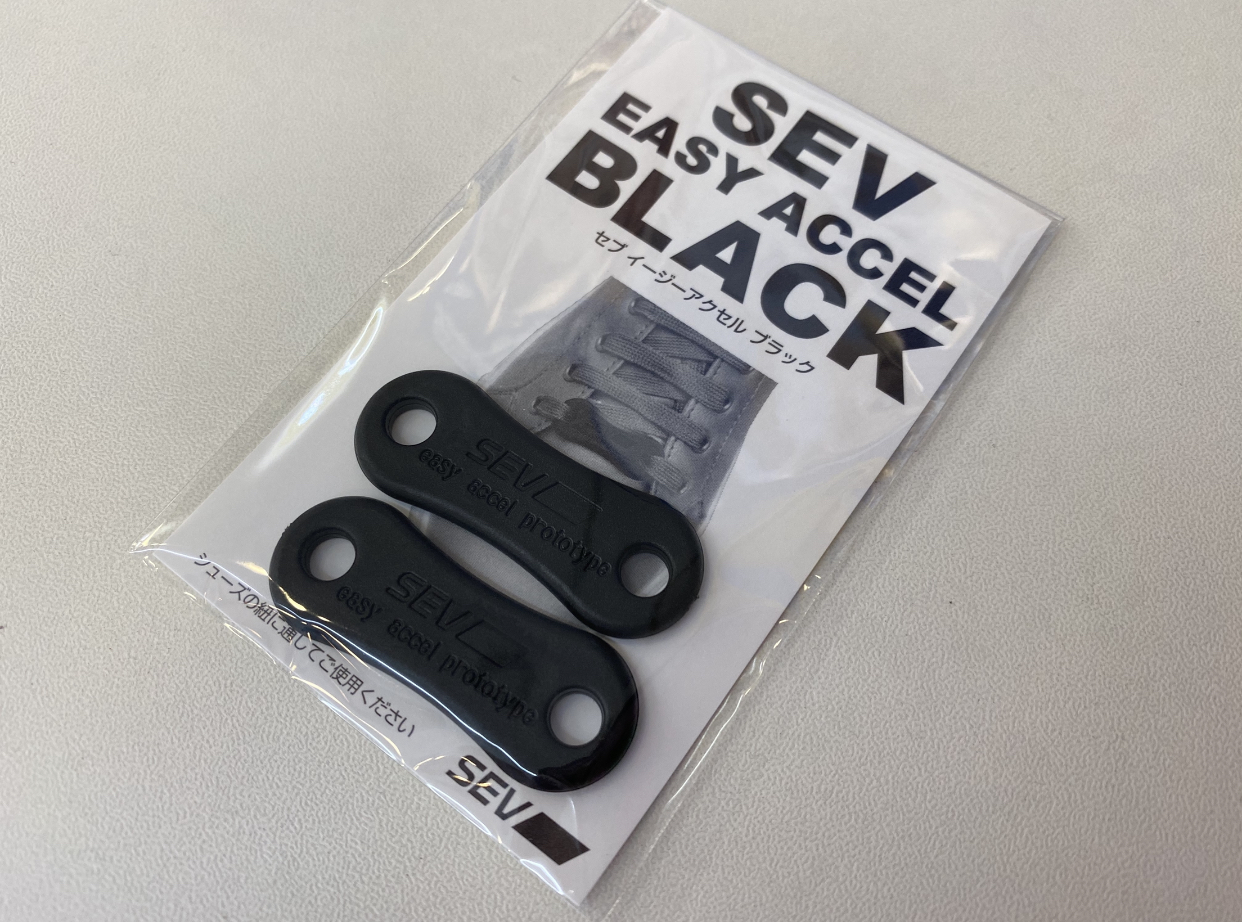 SEV
EASY ACCEL
BLACK
セブ イージーアクセル ブラック
SEV
easy accel prototype
SEV
easy accel prototype
シューズの紐に通してご使用ください
SEV